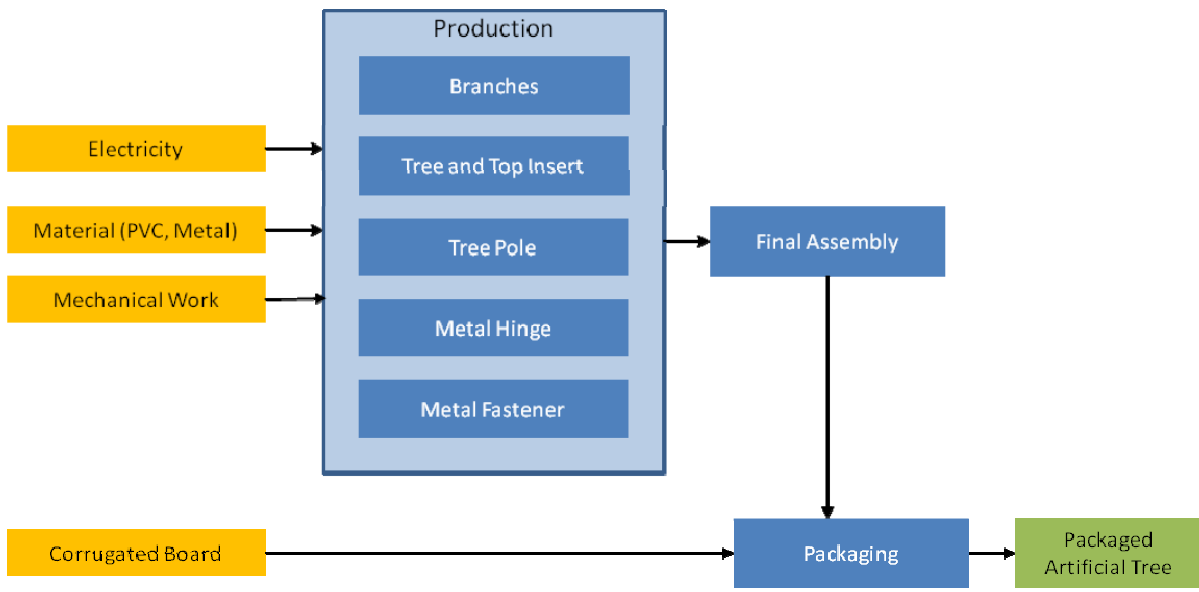 Production
Branches
Electricity
Tree and Top Insert
Material (PVC, Metal)
Tree Pole
Final Assembly
Mechanical Work
Metal Hinge
Metal Fastener
Corrugated Board
Packaging
Packaged
Artificial Tree